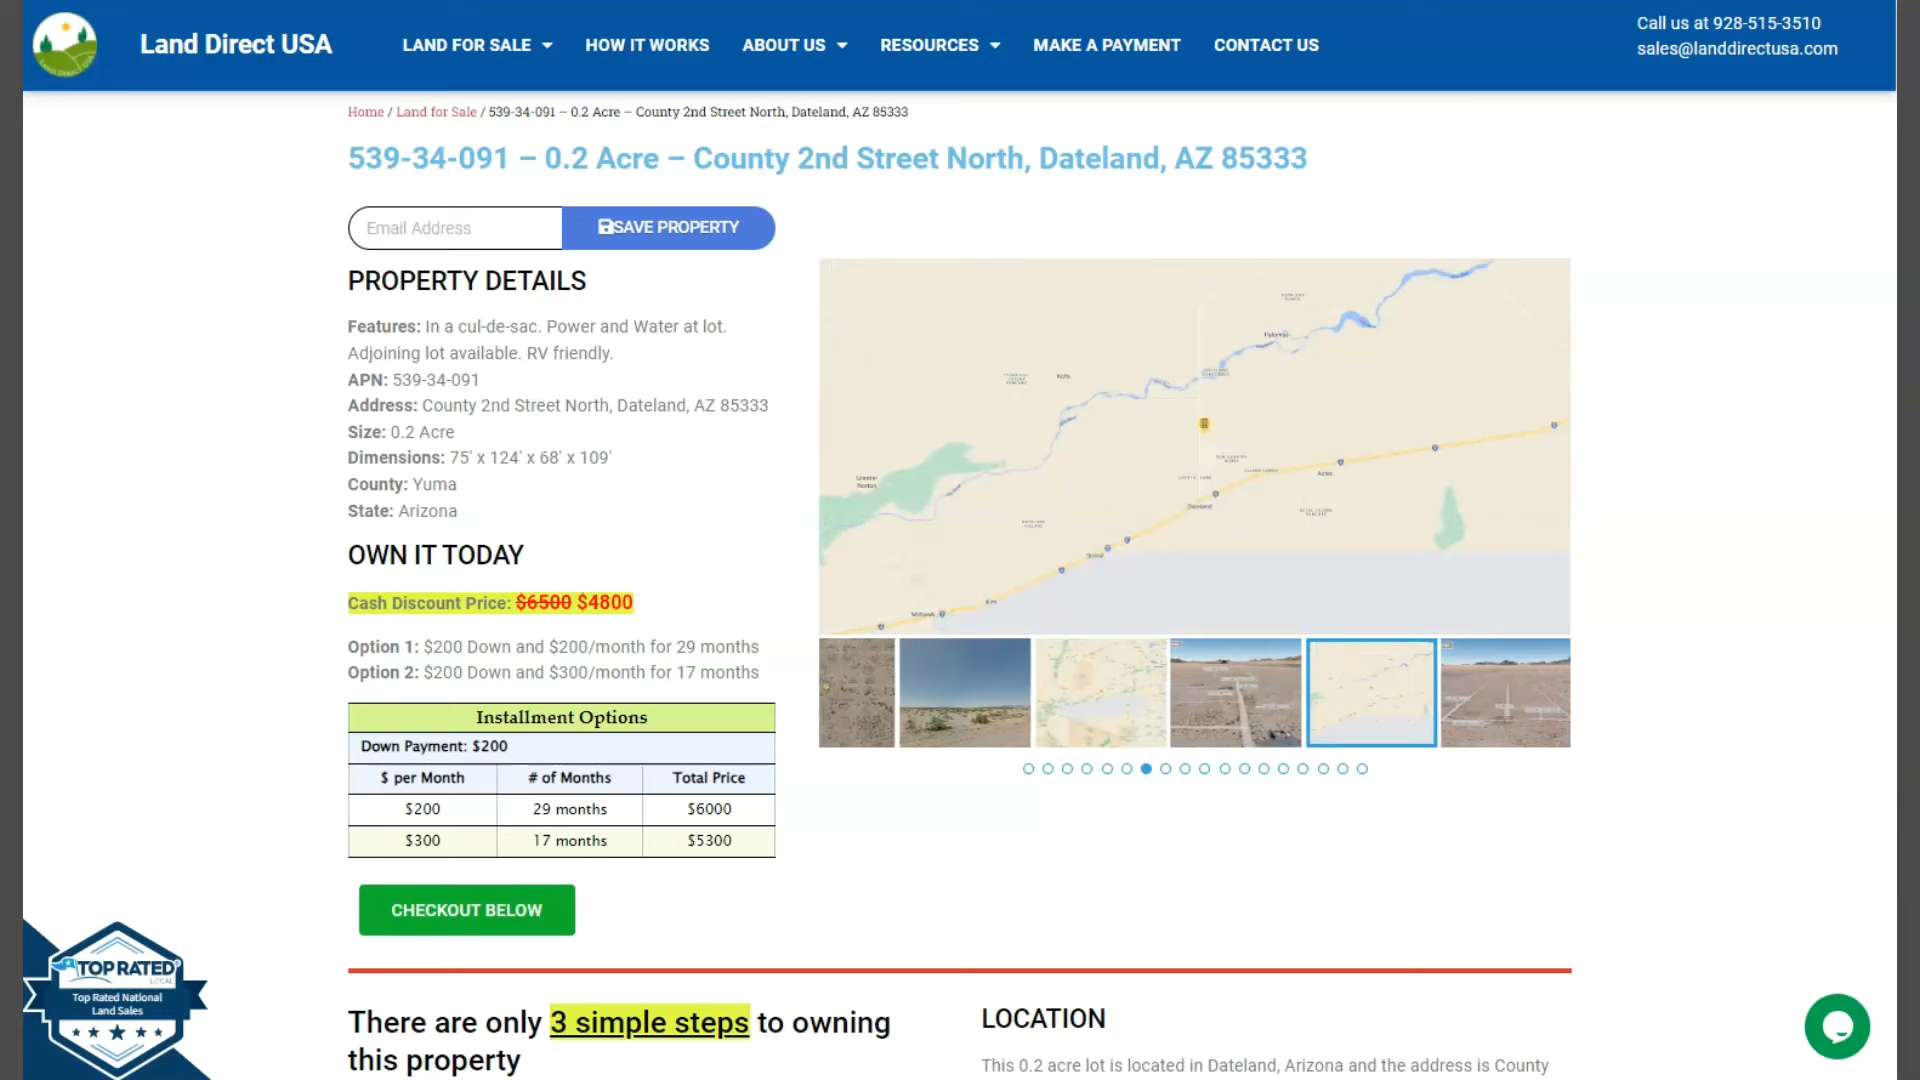 Land Direct USA
LAND FOR SALE
HOW IT WORKS
ABOUT US
RESOURCES
MAKE A PAYMENT
CONTACT US
Call us at 928-515-3510
sales@landdirectusa.com
Home / Land for Sale / 539-34-091 – 0.2 Acre – County 2nd Street North, Dateland, AZ 85333
539-34-091 – 0.2 Acre – County 2nd Street North, Dateland, AZ 85333
Email Address
SAVE PROPERTY
PROPERTY DETAILS
Features: In a cul-de-sac. Power and Water at lot.
Adjoining lot available. RV friendly.
APN: 539-34-091
Address: County 2nd Street North, Dateland, AZ 85333
Size: 0.2 Acre
Dimensions: 75' x 124' x 68' x 109'
County: Yuma
State: Arizona
OWN IT TODAY
Cash Discount Price: $6500 $4800
Option 1: $200 Down and $200/month for 29 months
Option 2: $200 Down and $300/month for 17 months
Installment Options
Down Payment: $200
$ per Month # of Months Total Price
$200 29 months $6000
$300 17 months $5300
CHECKOUT BELOW
Palomas
Dateland
Mohawk
TOP RATED
LOCAL
Top Rated National
Land Sales
There are only 3 simple steps to owning
this property
LOCATION
This 0.2 acre lot is located in Dateland, Arizona and the address is County